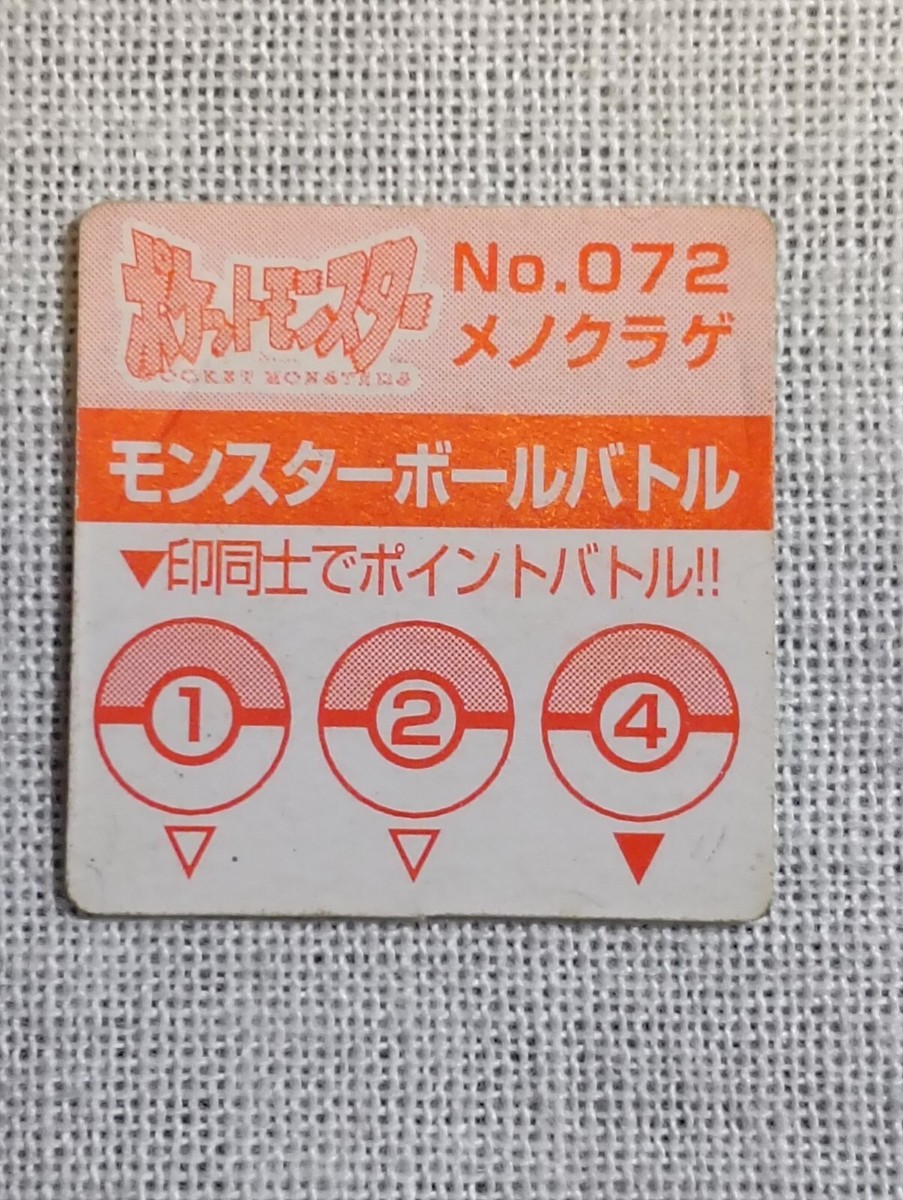 ポケットモンスター
POCKET MONSTERS
No.072
メノクラゲ
モンスターボールバトル
▼印同士でポイントバトル!!
1 2 4